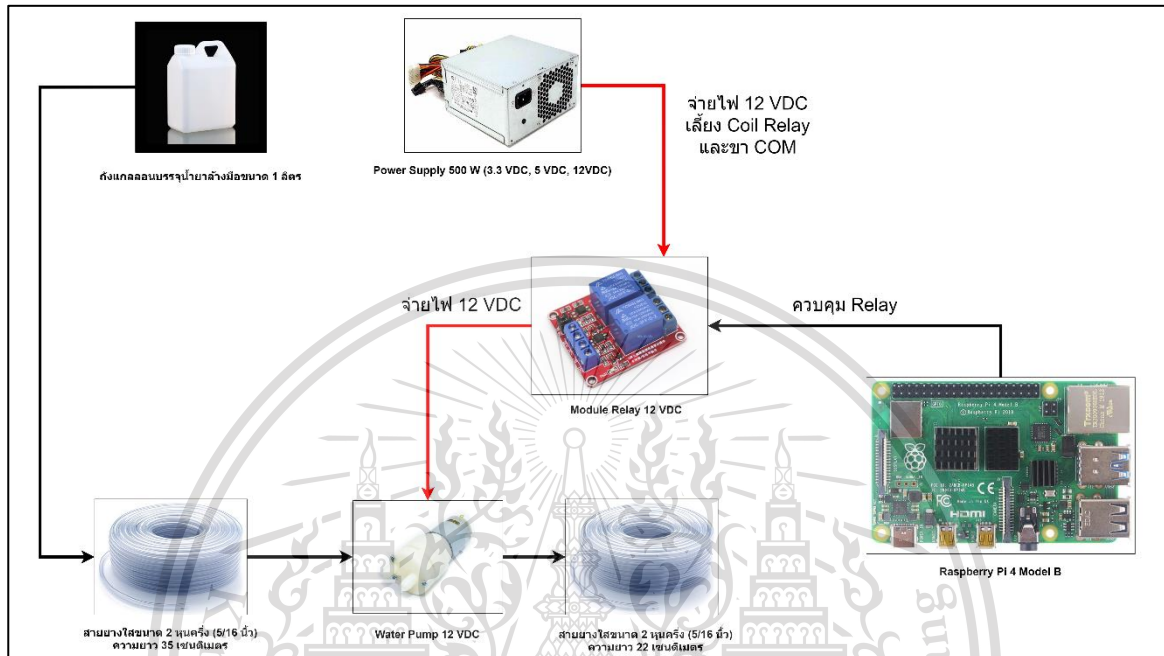 จ่ายไฟ 12 VDC
เลี้ยง Coil Relay
และขา COM
ถังแกลลอนบรรจุน้ำยาล้างมือขนาด 1 ลิตร
Power Supply 500 W (3.3 VDC, 5 VDC, 12VDC)
จ่ายไฟ 12 VDC
ควบคุม Relay
Module Relay 12 VDC
Raspberry Pi 4 Model B
HDMI
Raspberry Pi 4 Model B
สายยางใสขนาด 2 หุนครึ่ง (5/16 นิ้ว)
ความยาว 35 เซนติเมตร
Water Pump 12 VDC
สายยางใสขนาด 2 หุนครึ่ง (5/16 นิ้ว)
ความยาว 22 เซนติเมตร